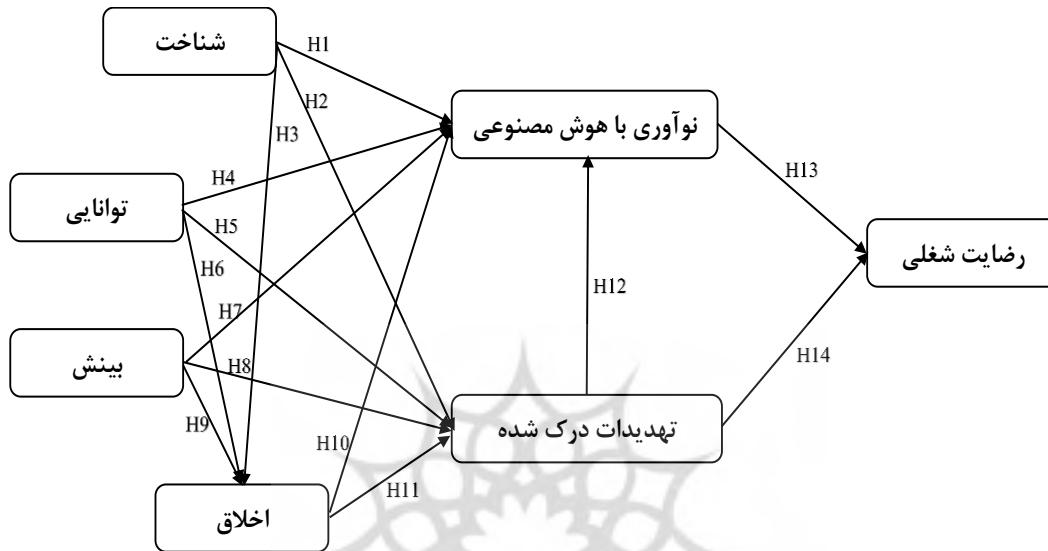 شناخت
H1
H2
نوآوری با هوش مصنوعی
H3
H4
H13
توانایی
H5
رضایت شغلی
H6
H12
H7
بینش
H8
H14
H9
تهدیدات درک شده
H10
H11
اخلاق